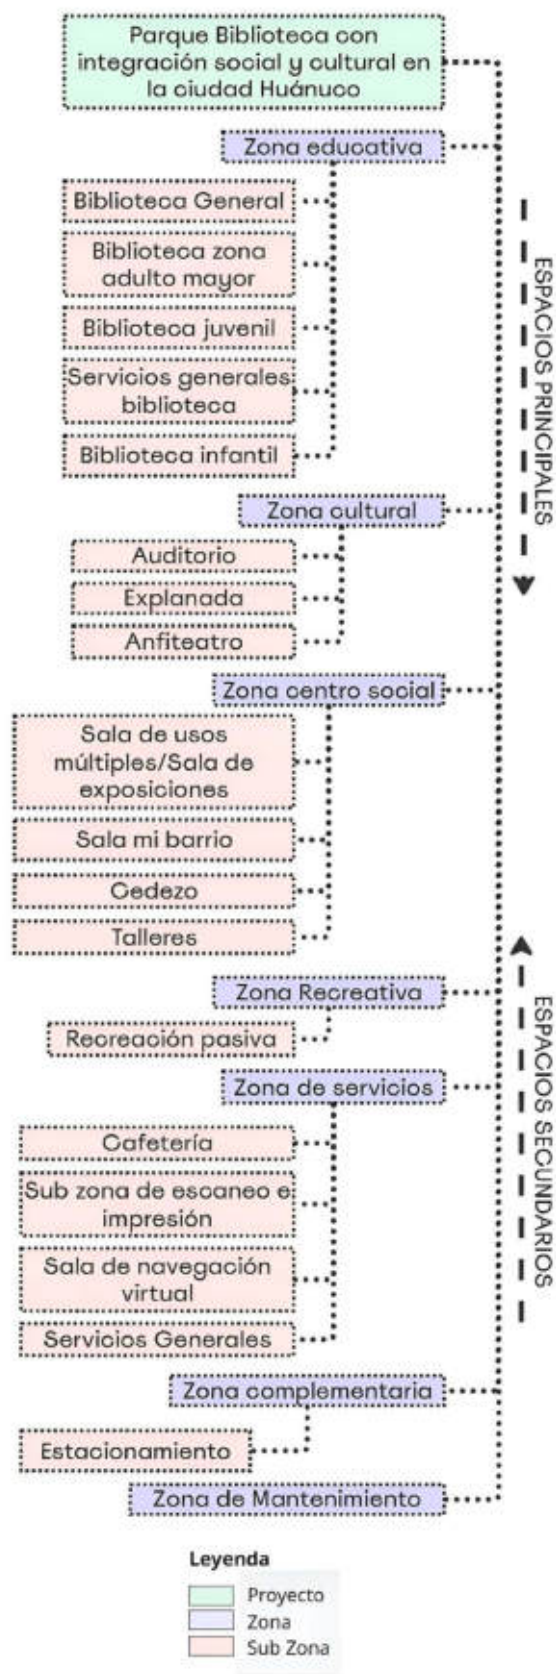 Parque Biblioteca con
integración social y cultural en
la ciudad Huánuco
Zona educativa
Biblioteca General
Biblioteca zona
adulto mayor
Biblioteca juvenil
Servicios generales
biblioteca
Biblioteca infantil
ESPACIOS PRINCIPALES
Zona cultural
Auditorio
Explanada
Anfiteatro
Zona centro social
Sala de usos
múltiples/Sala de
exposiciones
Sala mi barrio
Cedezo
Talleres
Zona Recreativa
Recreación pasiva
Zona de servicios
Cafetería
Sub zona de escaneo e
impresión
Sala de navegación
virtual
Servicios Generales
ESPACIOS SECUNDARIOS
Zona complementaria
Estacionamiento
Zona de Mantenimiento
Leyenda
Proyecto
Zona
Sub Zona